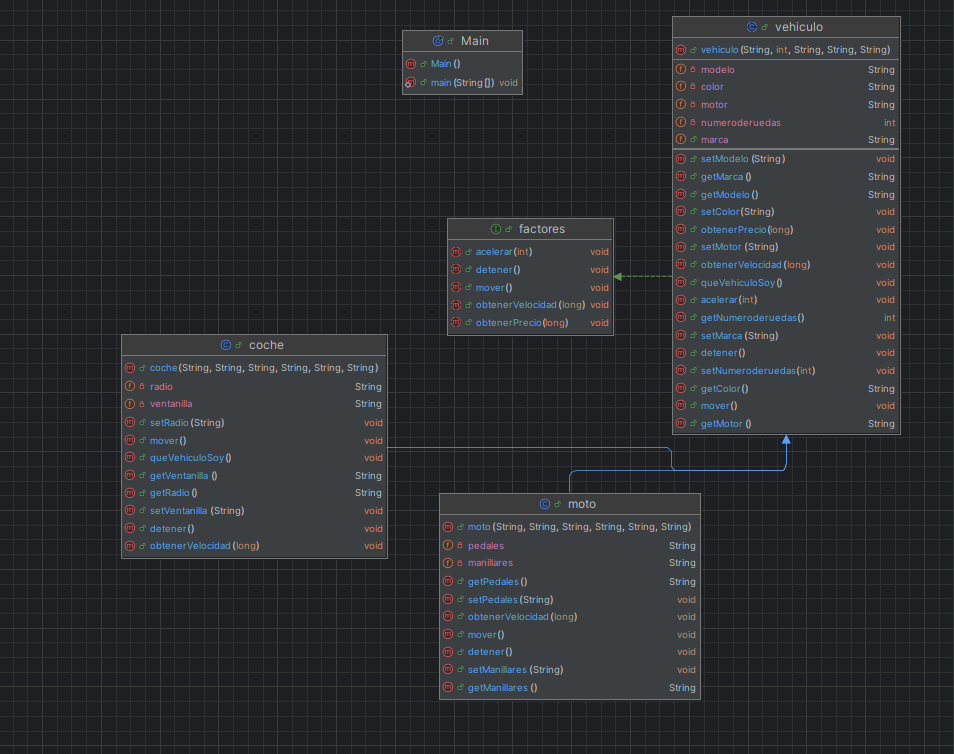 Main
Main()
main(String[]) void
vehiculo
vehiculo(String, int, String, String, String)
modelo String
color String
motor String
numeroderuedas int
marca String
setModelo(String) void
getMarca() String
getModelo() String
setColor(String) void
obtenerPrecio(long) void
setMotor(String) void
obtenerVelocidad(long) void
queVehiculoSoy() void
acelerar(int) void
getNumeroderuedas() int
setMarca(String) void
detener() void
setNumeroderuedas(int) void
getColor() String
mover() void
getMotor() String
factores
acelerar(int) void
detener() void
mover() void
obtenerVelocidad(long) void
obtenerPrecio(long) void
coche
coche(String, String, String, String, String, String)
radio String
ventanilla String
setRadio(String) void
mover() void
queVehiculoSoy() void
getVentanilla() String
getRadio() String
setVentanilla(String) void
detener() void
obtenerVelocidad(long) void
moto
moto(String, String, String, String, String, String)
pedales String
manillares String
getPedales() String
setPedales(String) void
obtenerVelocidad(long) void
mover() void
detener() void
setManillares(String) void
getManillares() String